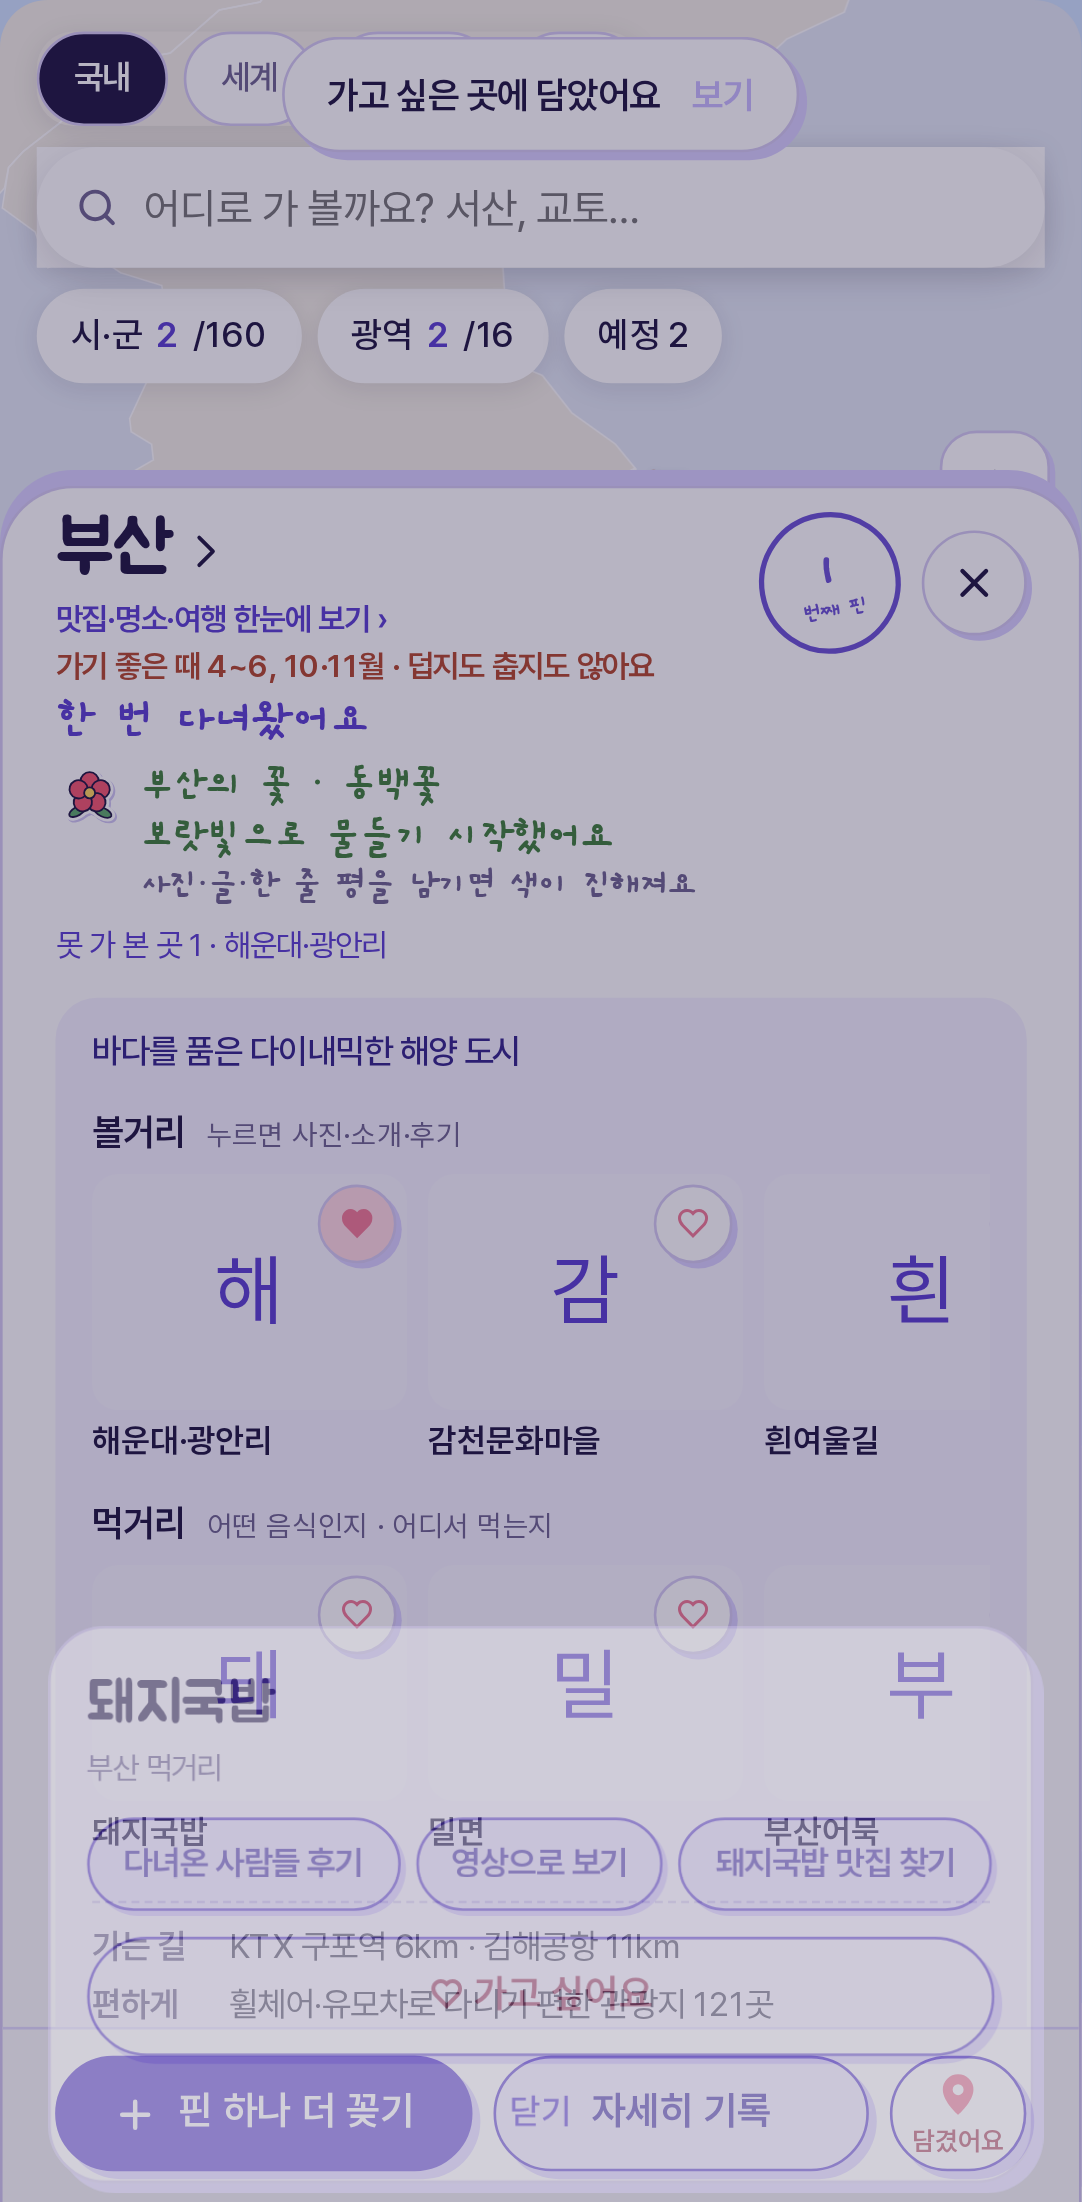 국내 세계
가고 싶은 곳에 담았어요 보기
어디로 가 볼까요? 서산, 교토...
시·군 2 /160 광역 2 /16 예정 2
부산 >
1
번째 핀
맛집·명소·여행 한눈에 보기 ›
가기 좋은 때 4~6, 10·11월 · 덥지도 춥지도 않아요
한 번 다녀왔어요
부산의 꽃 · 동백꽃
보랏빛으로 물들기 시작했어요
사진·글·한 줄 평을 남기면 색이 진해져요
못 가 본 곳 1 · 해운대·광안리
바다를 품은 다이내믹한 해양 도시
볼거리 누르면 사진·소개·후기
해 감 흰
해운대·광안리 감천문화마을 흰여울길
먹거리 어떤 음식인지 · 어디서 먹는지
돼 밀 부
돼지국밥
부산 먹거리
돼지국밥 밀면 부산어묵
다녀온 사람들 후기 영상으로 보기 돼지국밥 맛집 찾기
가는 길 KTX 구포역 6km · 김해공항 11km
가고 싶어요
편하게 휠체어·유모차로 다니기 편한 관광지 121곳
+ 핀 하나 더 꽂기 닫기 자세히 기록 담겼어요